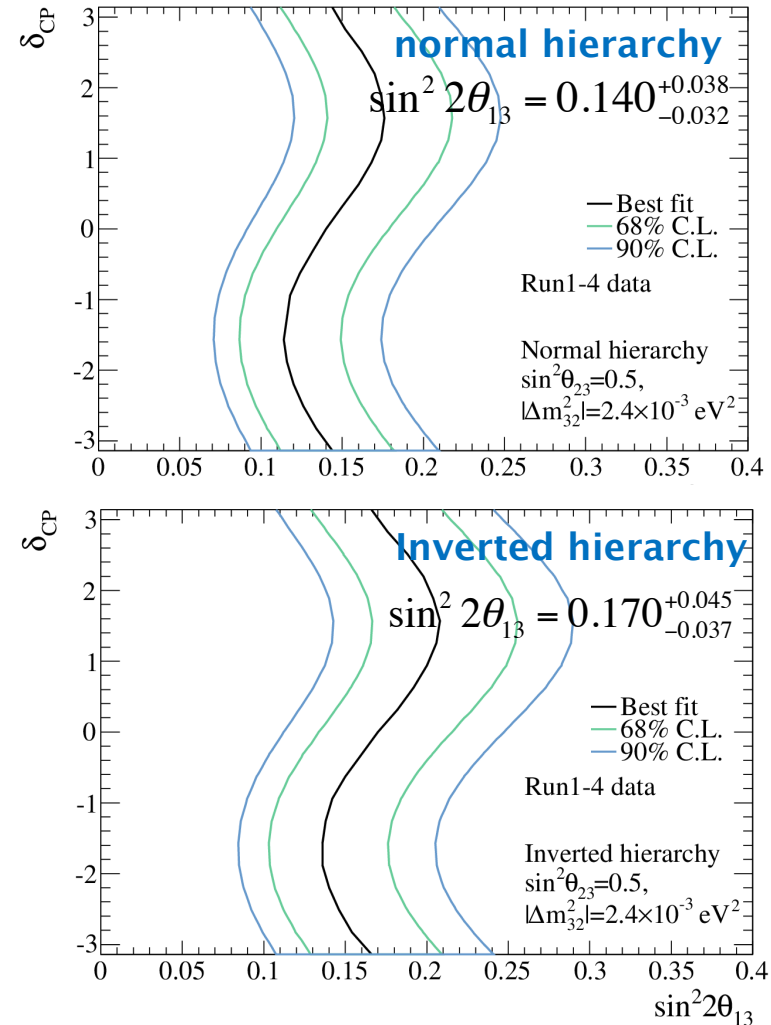 δCP
3
2
1
0
-1
-2
-3
normal hierarchy
sin² 2θ₁₃ = 0.140 +0.038 −0.032
Best fit
68% C.L.
90% C.L.
Run1-4 data
Normal hierarchy
sin²θ₂₃=0.5,
|Δm²₃₂|=2.4×10⁻³ eV²
0 0.05 0.1 0.15 0.2 0.25 0.3 0.35 0.4
δCP
3
2
1
0
-1
-2
-3
Inverted hierarchy
sin² 2θ₁₃ = 0.170 +0.045 −0.037
Best fit
68% C.L.
90% C.L.
Run1-4 data
Inverted hierarchy
sin²θ₂₃=0.5,
|Δm²₃₂|=2.4×10⁻³ eV²
0 0.05 0.1 0.15 0.2 0.25 0.3 0.35 0.4
sin²2θ₁₃